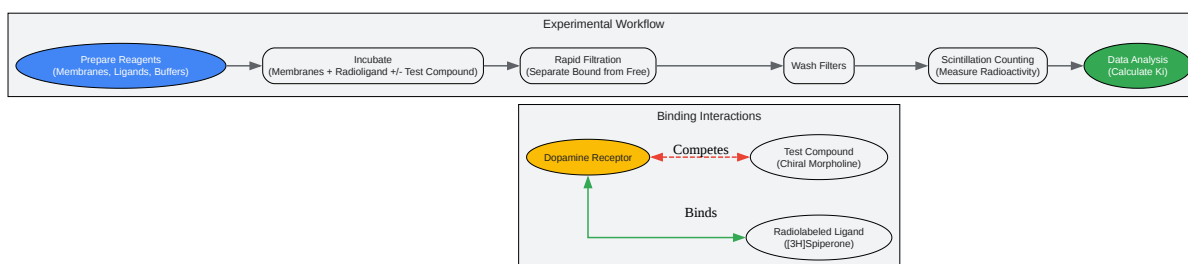 Experimental Workflow
Prepare Reagents
(Membranes, Ligands, Buffers)
Incubate
(Membranes + Radioligand +/- Test Compound)
Rapid Filtration
(Separate Bound from Free)
Wash Filters
Scintillation Counting
(Measure Radioactivity)
Data Analysis
(Calculate Ki)
Binding Interactions
Dopamine Receptor
Competes
Test Compound
(Chiral Morpholine)
Binds
Radiolabeled Ligand
([3H]Spiperone)